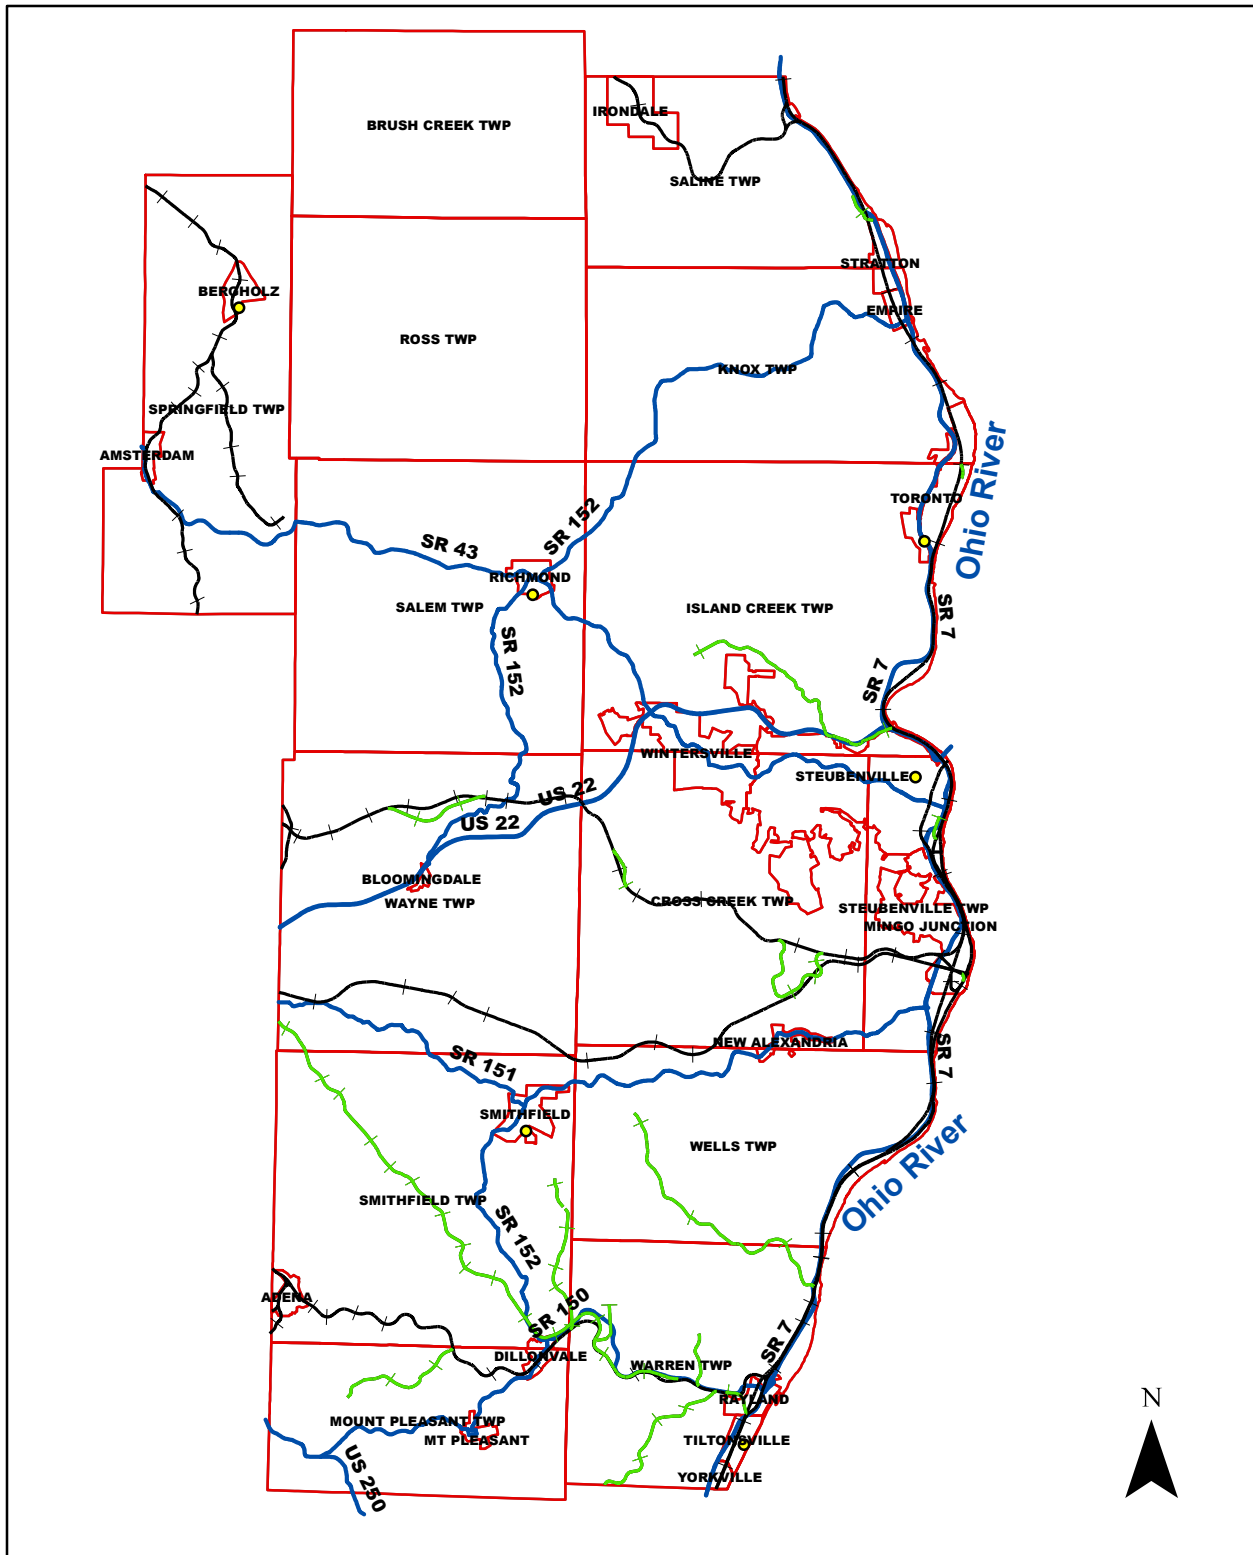 IRONDALE
BRUSH CREEK TWP
SALINE TWP
STRATTON
BERGHOLZ
EMPIRE
ROSS TWP
KNOX TWP
SPRINGFIELD TWP
AMSTERDAM
TORONTO
Ohio River
SR 152
SR 43
RICHMOND
SALEM TWP
ISLAND CREEK TWP
SR 7
SR 152
SR 7
WINTERSVILLE
STEUBENVILLE
US 22
US 22
BLOOMINGDALE
WAYNE TWP
CROSS CREEK TWP
STEUBENVILLE TWP
MINGO JUNCTION
NEW ALEXANDRIA
SR 7
SR 151
SMITHFIELD
WELLS TWP
Ohio River
SMITHFIELD TWP
SR 152
ADENA
SR 150
SR 7
DILLONVALE
WARREN TWP
RAYLAND
N
MOUNT PLEASANT TWP
MT PLEASANT
TILTONSVILLE
YORKVILLE
US 250